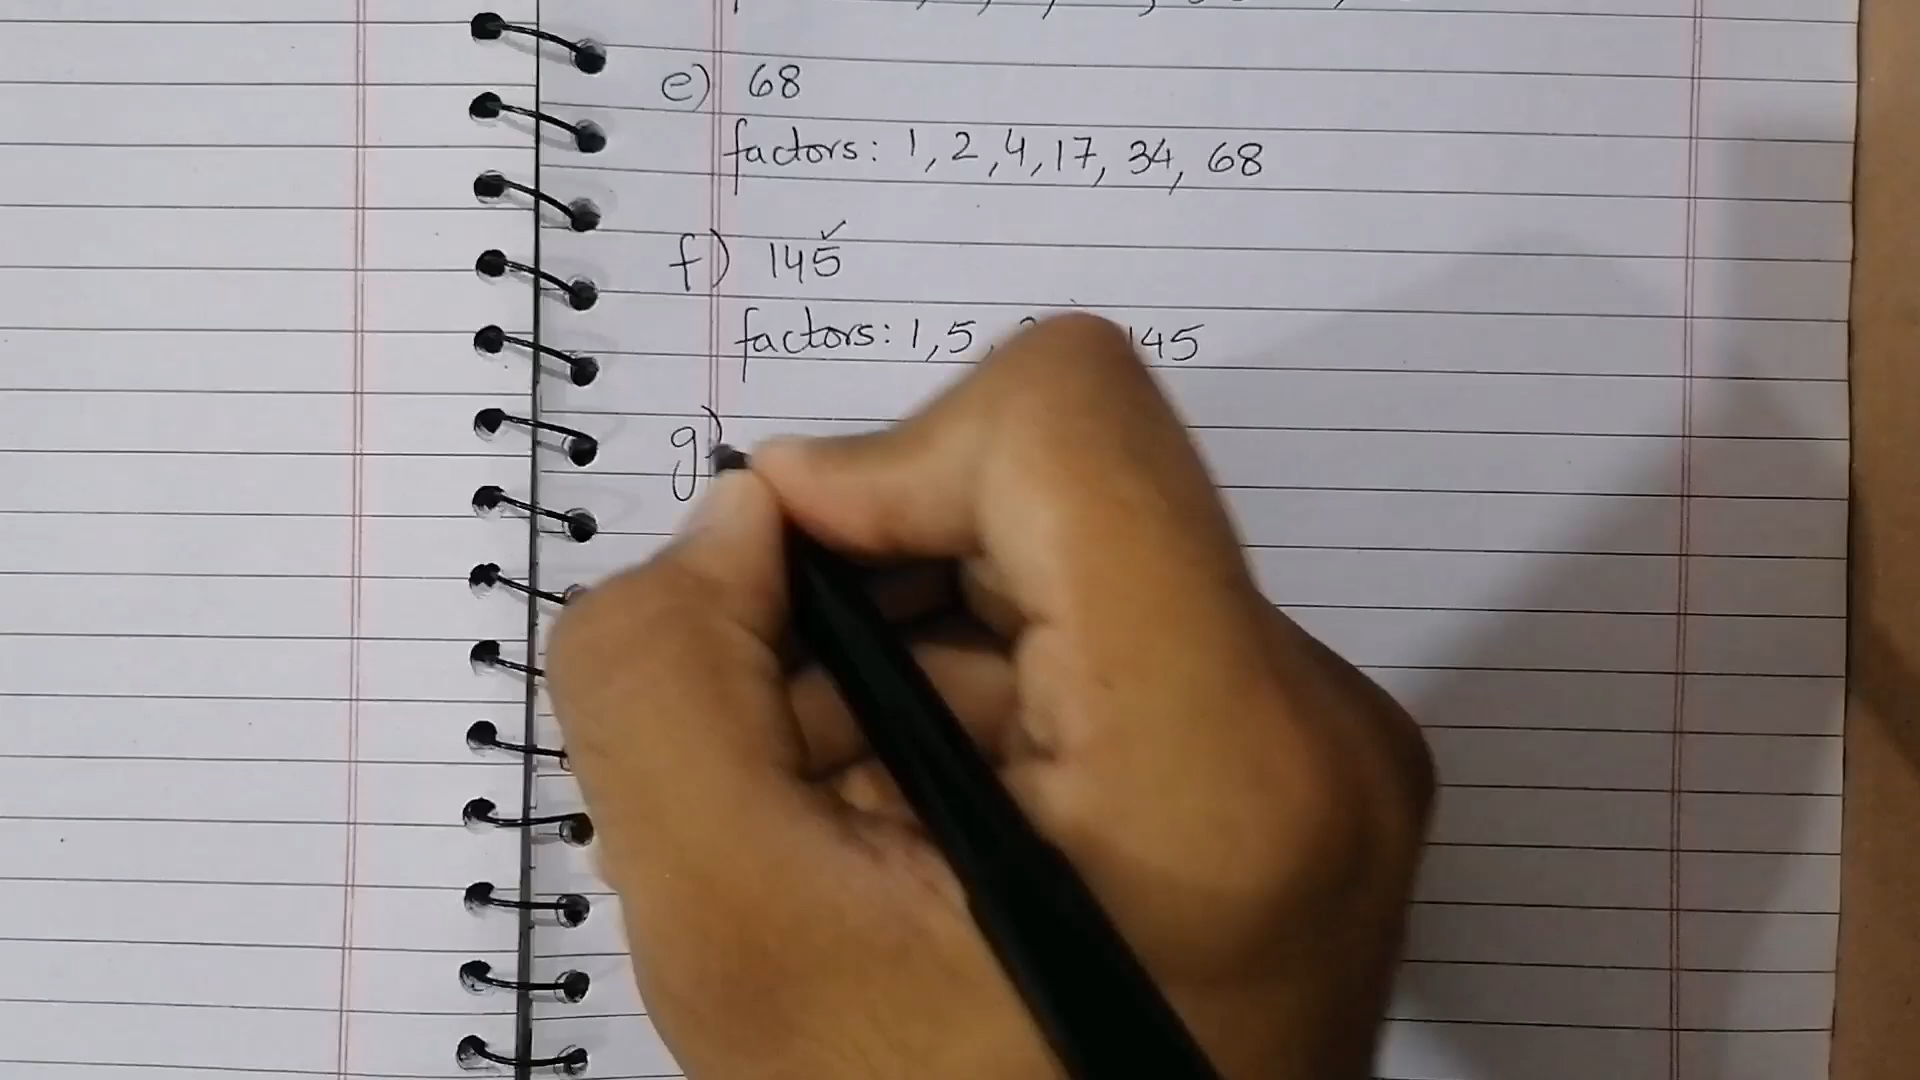 e) 68
factors: 1, 2, 4, 17, 34, 68
f) 145
factors: 1, 5, 145
g)